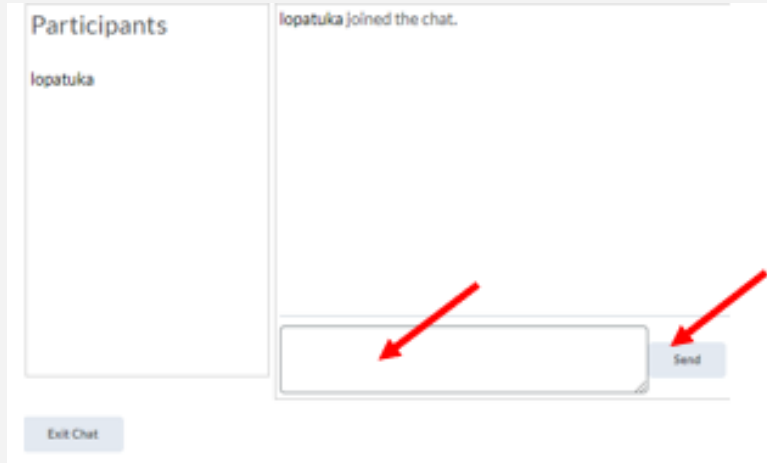 Participants
lopatuka
lopatuka joined the chat.
Send
Exit Chat